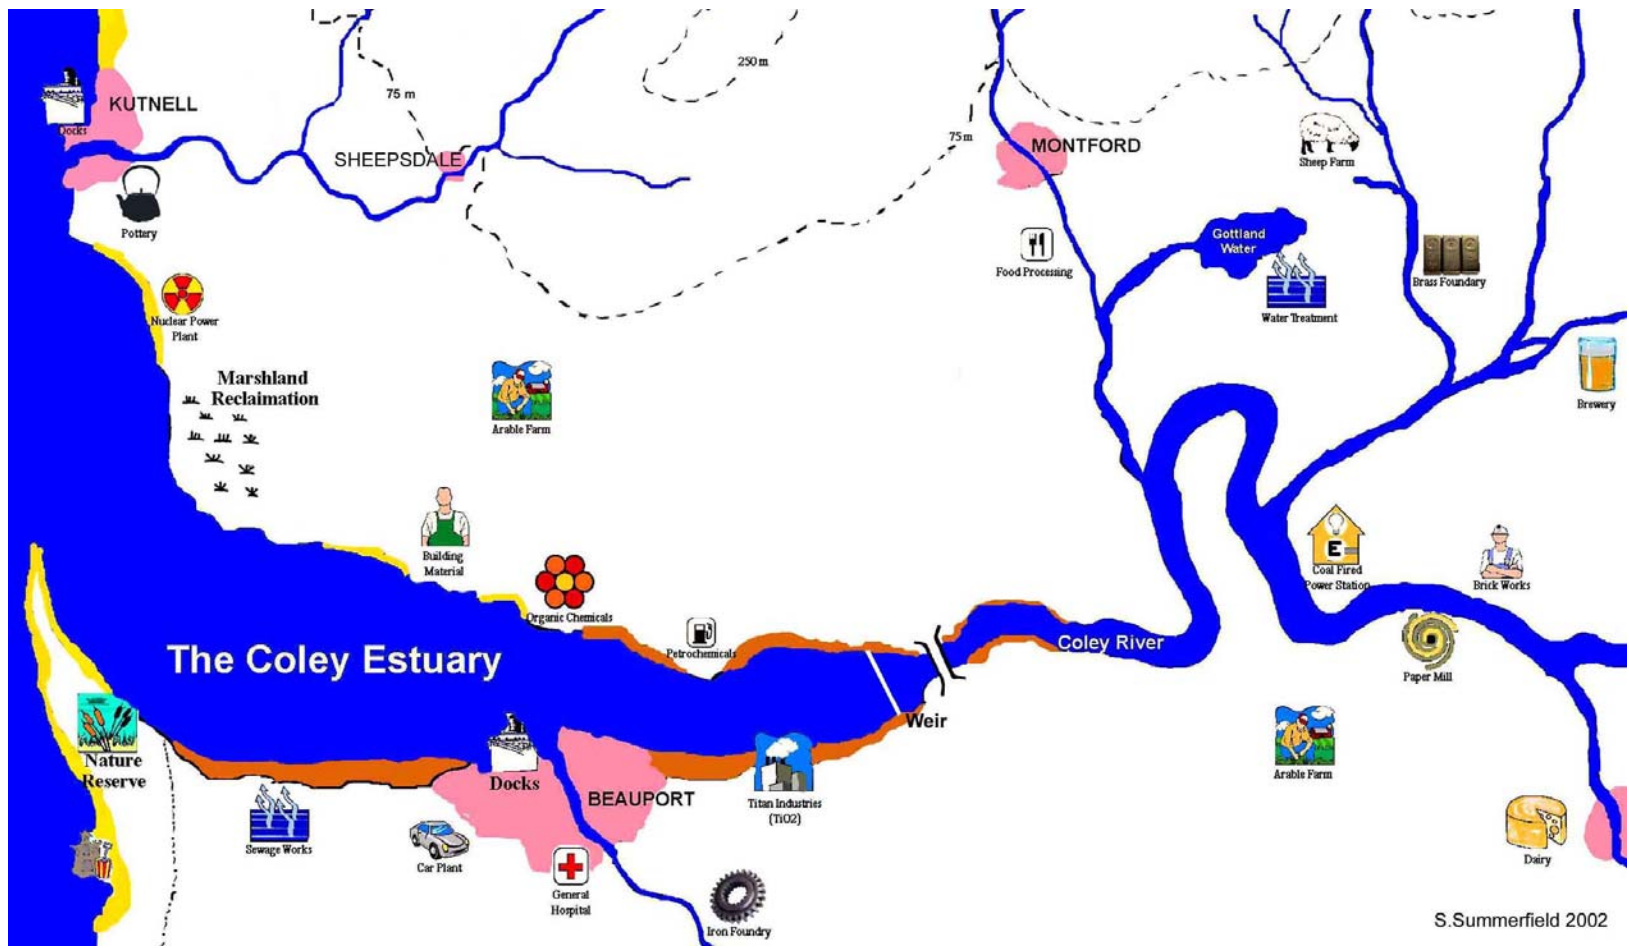 250 m
75 m
KUTNELL
Docks
SHEEPSDALE
75 m
MONTFORD
Sheep Farm
Pottery
Gottland
Water
Food Processing
Brass Foundary
Water Treatment
Nuclear Power
Plant
Marshland
Reclaimation
Brewery
Arable Farm
Building
Material
E
Coal Fired
Power Station
Brick Works
Organic Chemicals
The Coley Estuary
Petrochemicals
Coley River
Paper Mill
Weir
Nature
Reserve
Docks
BEAUPORT
Titan Industries
(TiO2)
Arable Farm
Sewage Works
Car Plant
Dairy
General
Hospital
Iron Foundry
S.Summerfield 2002